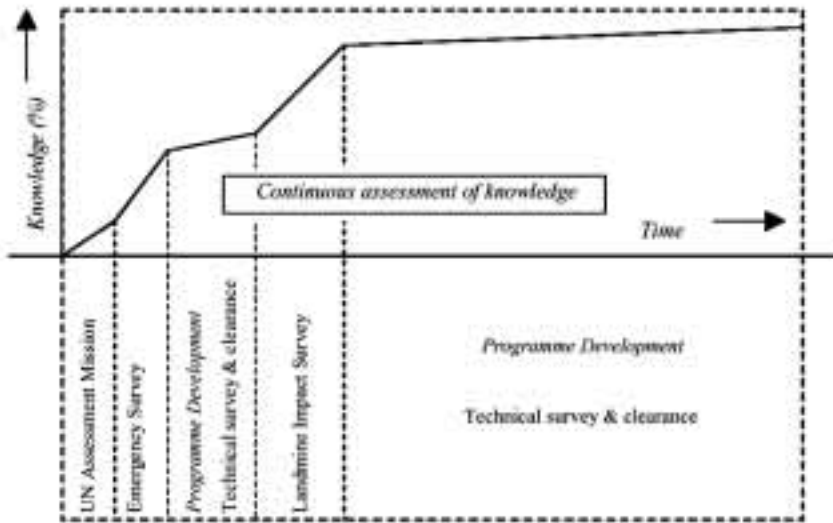 Knowledge (%)
Continuous assessment of knowledge
Time
UN Assessment Mission
Emergency Survey
Programme Development
Technical survey & clearance
Landmine Impact Survey
Programme Development
Technical survey & clearance